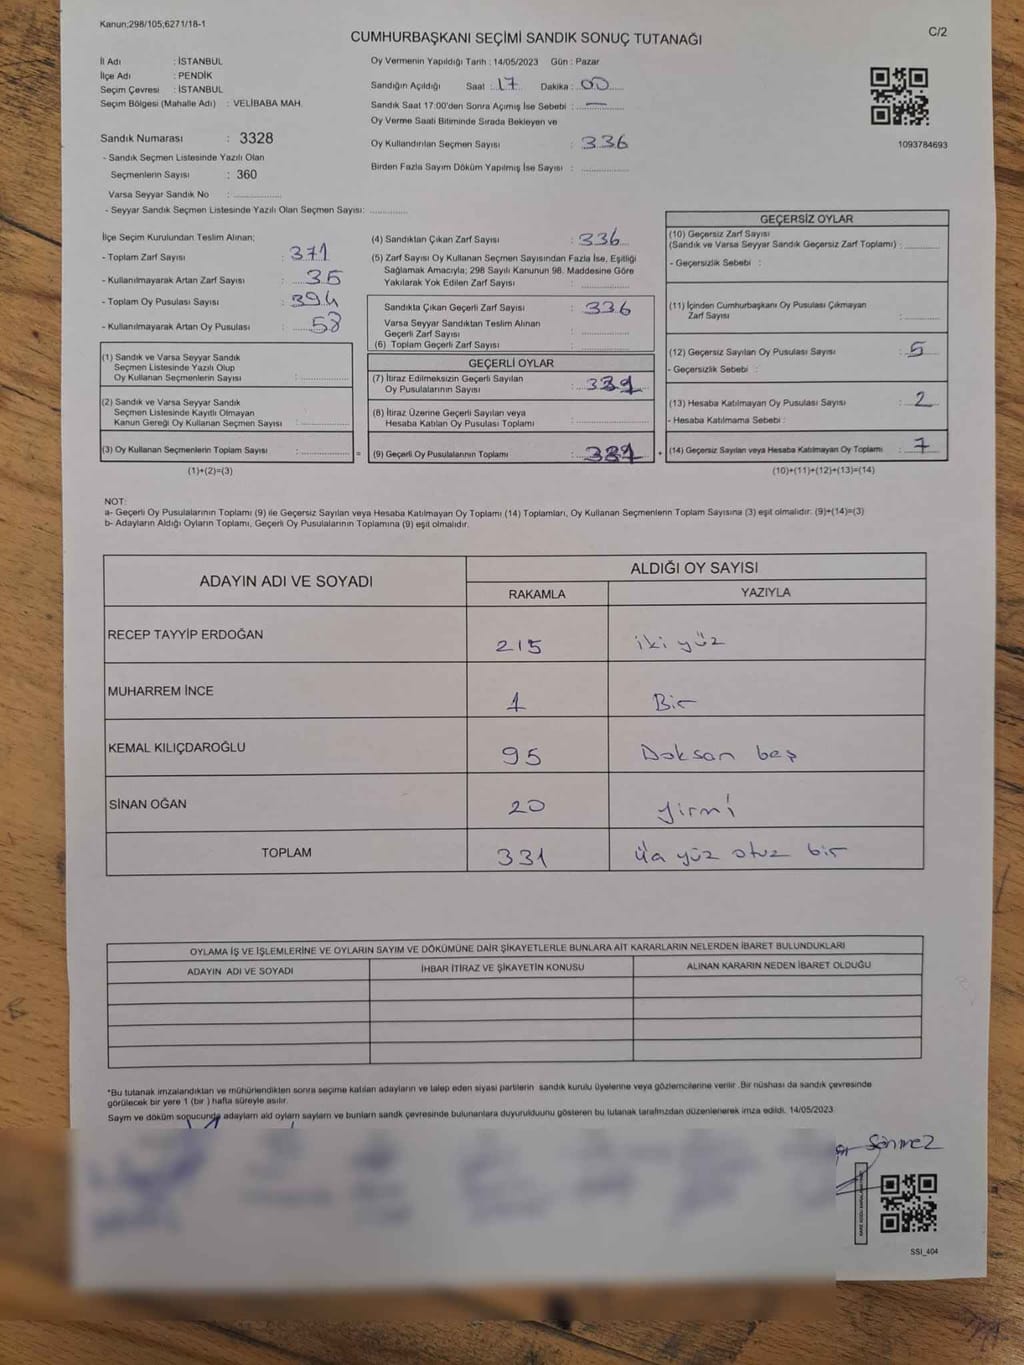 Kanun;298/105;6271/18-1
C/2
CUMHURBAŞKANI SEÇİMİ SANDIK SONUÇ TUTANAĞI
İl Adı : İSTANBUL
İlçe Adı : PENDİK
Seçim Çevresi : İSTANBUL
Seçim Bölgesi (Mahalle Adı) : VELİBABA MAH.
Sandık Numarası : 3328
- Sandık Seçmen Listesinde Yazılı Olan
Seçmenlerin Sayısı : 360
Varsa Seyyar Sandık No : ..............
- Seyyar Sandık Seçmen Listesinde Yazılı Olan Seçmen Sayısı: ............
Oy Vermenin Yapıldığı Tarih : 14/05/2023 Gün : Pazar
Sandığın Açıldığı Saat : 17 Dakika : 00
Sandık Saat 17:00'den Sonra Açımış İse Sebebi : —
Oy Verme Saati Bitiminde Sırada Bekleyen ve
Oy Kullandırılan Seçmen Sayısı : 336
Birden Fazla Sayım Döküm Yapılmış İse Sayısı : ..............
1093784693
İlçe Seçim Kurulundan Teslim Alınan;
- Toplam Zarf Sayısı : 371
- Kullanılmayarak Artan Zarf Sayısı : 35
- Toplam Oy Pusulası Sayısı : 394
- Kullanılmayarak Artan Oy Pusulası : 58
(1) Sandık ve Varsa Seyyar Sandık
Seçmen Listesinde Yazılı Olup
Oy Kullanan Seçmenlerin Sayısı : ..............
(2) Sandık ve Varsa Seyyar Sandık
Seçmen Listesinde Kayıtlı Olmayan
Kanun Gereği Oy Kullanan Seçmen Sayısı : ..............
(3) Oy Kullanan Seçmenlerin Toplam Sayısı : ..............
(1)+(2)=(3)
=
(4) Sandıktan Çıkan Zarf Sayısı : 336
(5) Zarf Sayısı Oy Kullanan Seçmen Sayısından Fazla İse, Eşitliği
Sağlamak Amacıyla; 298 Sayılı Kanunun 98. Maddesine Göre
Yakılarak Yok Edilen Zarf Sayısı : ..............
Sandıkta Çıkan Geçerli Zarf Sayısı : 336
Varsa Seyyar Sandıktan Teslim Alınan
Geçerli Zarf Sayısı : ..............
(6) Toplam Geçerli Zarf Sayısı : ..............
GEÇERLİ OYLAR
(7) İtiraz Edilmeksizin Geçerli Sayılan
Oy Pusulalarının Sayısı :
(8) İtiraz Üzerine Geçerli Sayılan veya
Hesaba Katılan Oy Pusulası Toplamı : ..............
(9) Geçerli Oy Pusulalarının Toplamı :
+
GEÇERSİZ OYLAR
(10) Geçersiz Zarf Sayısı
(Sandık ve Varsa Seyyar Sandık Geçersiz Zarf Toplamı) : ..........
- Geçersizlik Sebebi :
(11) İçinden Cumhurbaşkanı Oy Pusulası Çıkmayan
Zarf Sayısı : ..........
(12) Geçersiz Sayılan Oy Pusulası Sayısı : 5
- Geçersizlik Sebebi :
(13) Hesaba Katılmayan Oy Pusulası Sayısı : 2
- Hesaba Katılmama Sebebi :
(14) Geçersiz Sayılan veya Hesaba Katılmayan Oy Toplamı : 7
(10)+(11)+(12)+(13)=(14)
NOT:
a- Geçerli Oy Pusulalarının Toplamı (9) ile Geçersiz Sayılan veya Hesaba Katılmayan Oy Toplamı (14) Toplamları, Oy Kullanan Seçmenlerın Toplam Sayısına (3) eşit olmalıdır. (9)+(14)=(3)
b- Adayların Aldığı Oyların Toplamı, Geçerli Oy Pusulalarının Toplamına (9) eşit olmalıdır.
ADAYIN ADI VE SOYADI
ALDIĞI OY SAYISI
RAKAMLA
YAZIYLA
RECEP TAYYİP ERDOĞAN 215 iki yüz
MUHARREM İNCE 1 Bir
KEMAL KILIÇDAROĞLU 95 Doksan beş
SİNAN OĞAN 20 yirmi
TOPLAM 331 yüz otuz bir
OYLAMA İŞ VE İŞLEMLERİNE VE OYLARIN SAYIM VE DÖKÜMÜNE DAİR ŞİKAYETLERLE BUNLARA AİT KARARLARIN NELERDEN İBARET BULUNDUKLARI
ADAYIN ADI VE SOYADI
İHBAR İTİRAZ VE ŞİKAYETİN KONUSU
ALINAN KARARIN NEDEN İBARET OLDUĞU
*Bu tutanak imzalandıktan ve mühürlendikten sonra seçime katılan adayların ve talep eden siyasi partilerin sandık kurulu üyelerine veya gözlemcilerine verilir .Bir nüshası da sandık çevresinde
görülecek bir yere 1 (bir ) hafta süreyle asılır.
Sayım ve döküm sonucunda adayların ald oyların sayların ve bunların sandk çevresinde bulunanlara duyurulduunu gösteren bu tutanak tarafmzdan düzenlenerek imza edildi. 14/05/2023
Sönmez
SSI_404